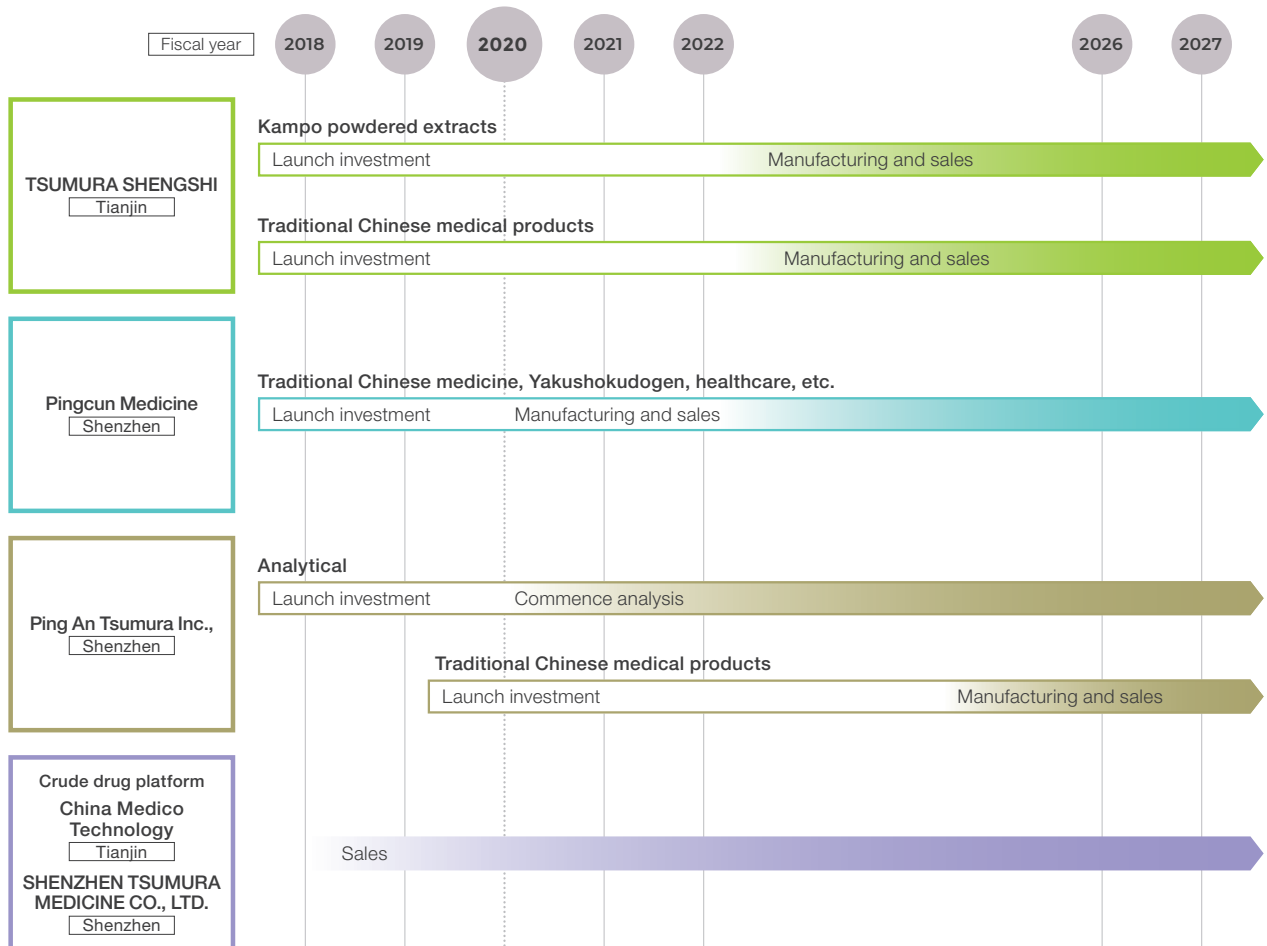 Fiscal year
2018
2019
2020
2021
2022
2026
2027
TSUMURA SHENGSHI
Tianjin
Kampo powdered extracts
Launch investment
Manufacturing and sales
Traditional Chinese medical products
Launch investment
Manufacturing and sales
Pingcun Medicine
Shenzhen
Traditional Chinese medicine, Yakushokudogen, healthcare, etc.
Launch investment
Manufacturing and sales
Ping An Tsumura Inc.,
Shenzhen
Analytical
Launch investment
Commence analysis
Traditional Chinese medical products
Launch investment
Manufacturing and sales
Crude drug platform
China Medico
Technology
Tianjin
SHENZHEN TSUMURA
MEDICINE CO., LTD.
Shenzhen
Sales